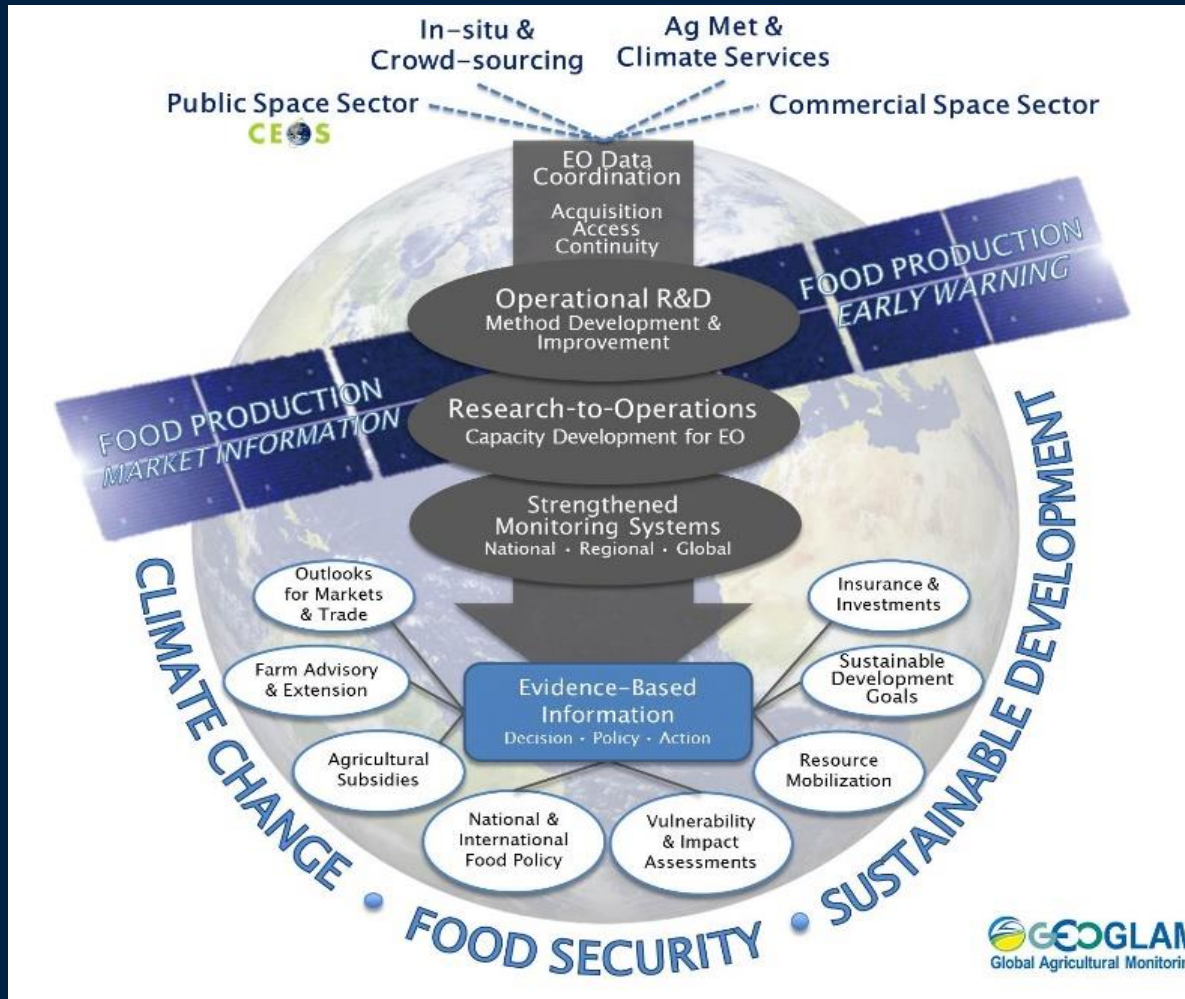 In-situ &
Crowd-sourcing
Ag Met &
Climate Services
Public Space Sector
CEOS
Commercial Space Sector
EO Data
Coordination
Acquisition
Access
Continuity
Operational R&D
Method Development &
Improvement
FOOD PRODUCTION
EARLY WARNING
FOOD PRODUCTION
MARKET INFORMATION
Research-to-Operations
Capacity Development for EO
Strengthened
Monitoring Systems
National · Regional · Global
Outlooks
for Markets
& Trade
Farm Advisory
& Extension
Agricultural
Subsidies
National &
International
Food Policy
Vulnerability
& Impact
Assessments
Resource
Mobilization
Sustainable
Development
Goals
Insurance &
Investments
Evidence-Based
Information
Decision · Policy · Action
CLIMATE CHANGE • FOOD SECURITY • SUSTAINABLE DEVELOPMENT
GEOGLAM
Global Agricultural Monitorin